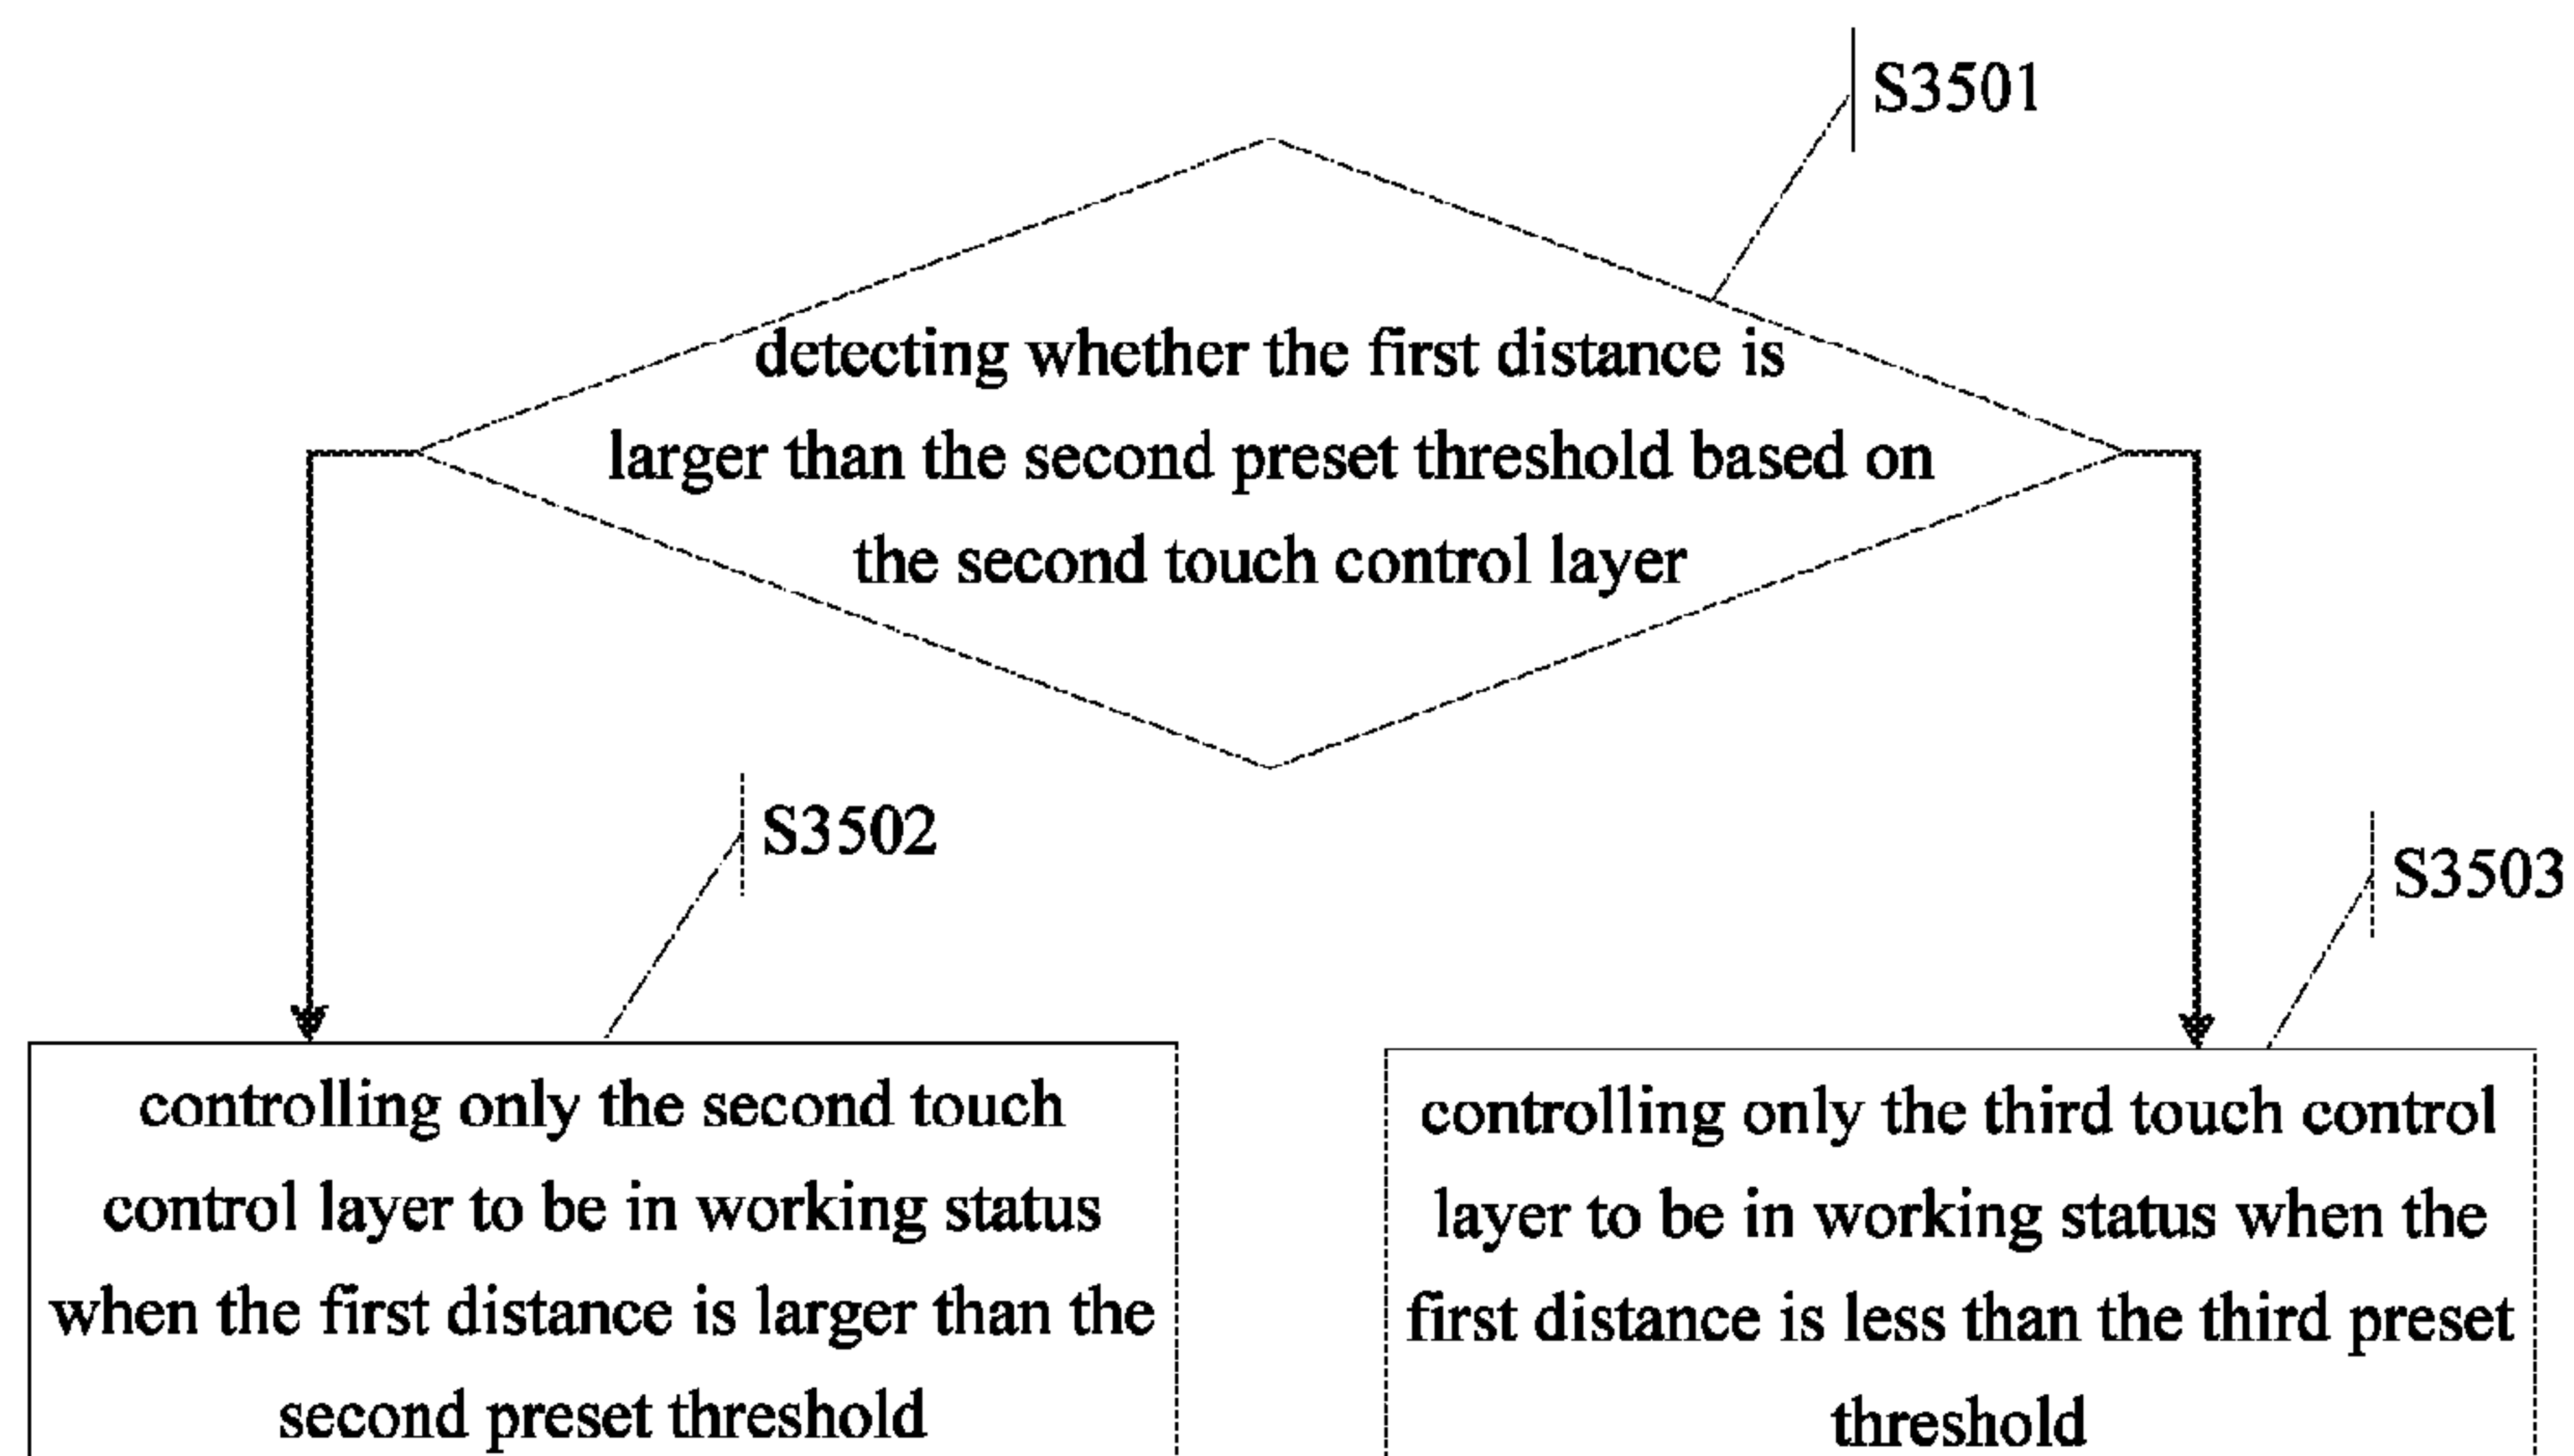 S3501
detecting whether the first distance is
larger than the second preset threshold based on
the second touch control layer
S3502
S3503
controlling only the second touch
control layer to be in working status
when the first distance is larger than the
second preset threshold
controlling only the third touch control
layer to be in working status when the
first distance is less than the third preset
threshold